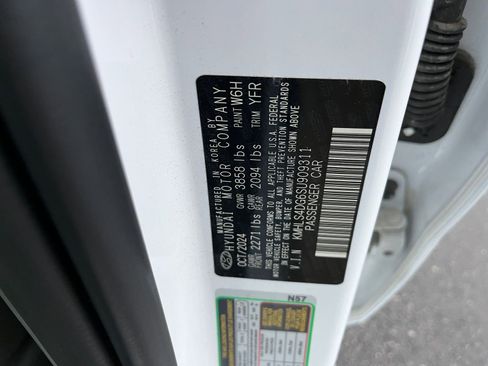 MANUFACTURED IN KOREA BY
HYUNDAI MOTOR COMPANY
OCT/2024 GVWR 3858 lbs PAINT W6H
GAWR FRONT 2271 lbs GAWR REAR 2094 lbs TRIM YFR
THIS VEHICLE CONFORMS TO ALL APPLICABLE U.S.A. FEDERAL
MOTOR VEHICLE SAFETY, BUMPER, AND THEFT PREVENTION STANDARDS
IN EFFECT ON THE DATE OF MANUFACTURE SHOWN ABOVE
V.I.N KMHLS4DG6SU909311
PASSENGER CAR
N57